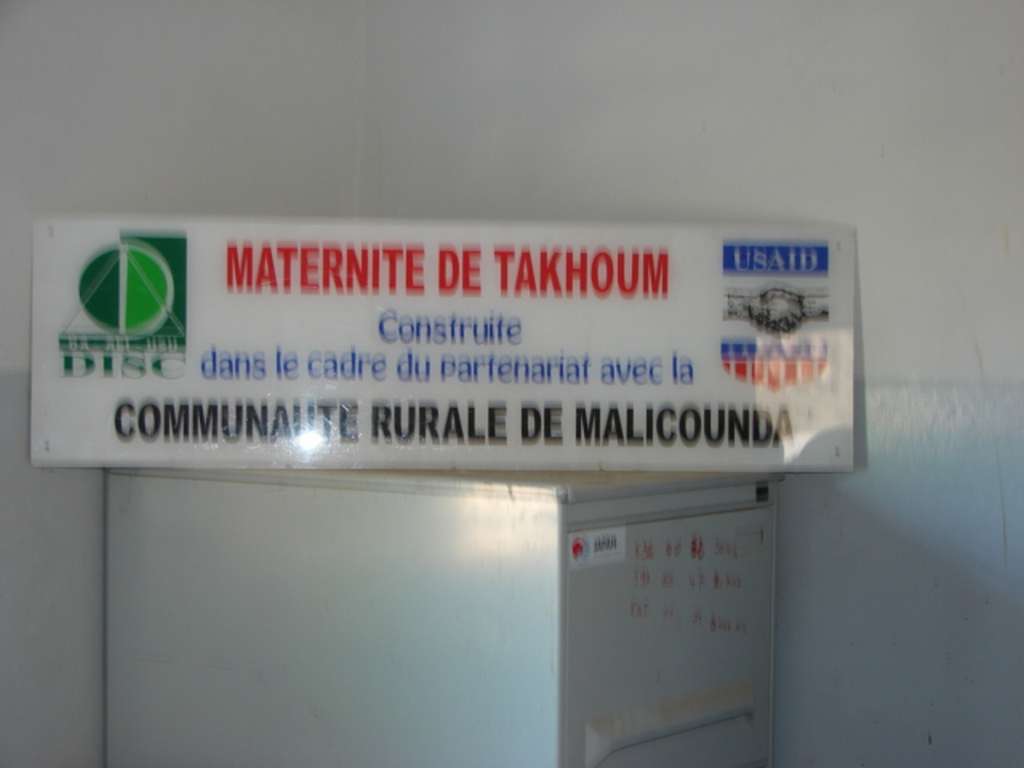 MATERNITE DE TAKHOUM
Construite
dans le cadre du partenariat avec la
COMMUNAUTE RURALE DE MALICOUNDA
DISC
USAID